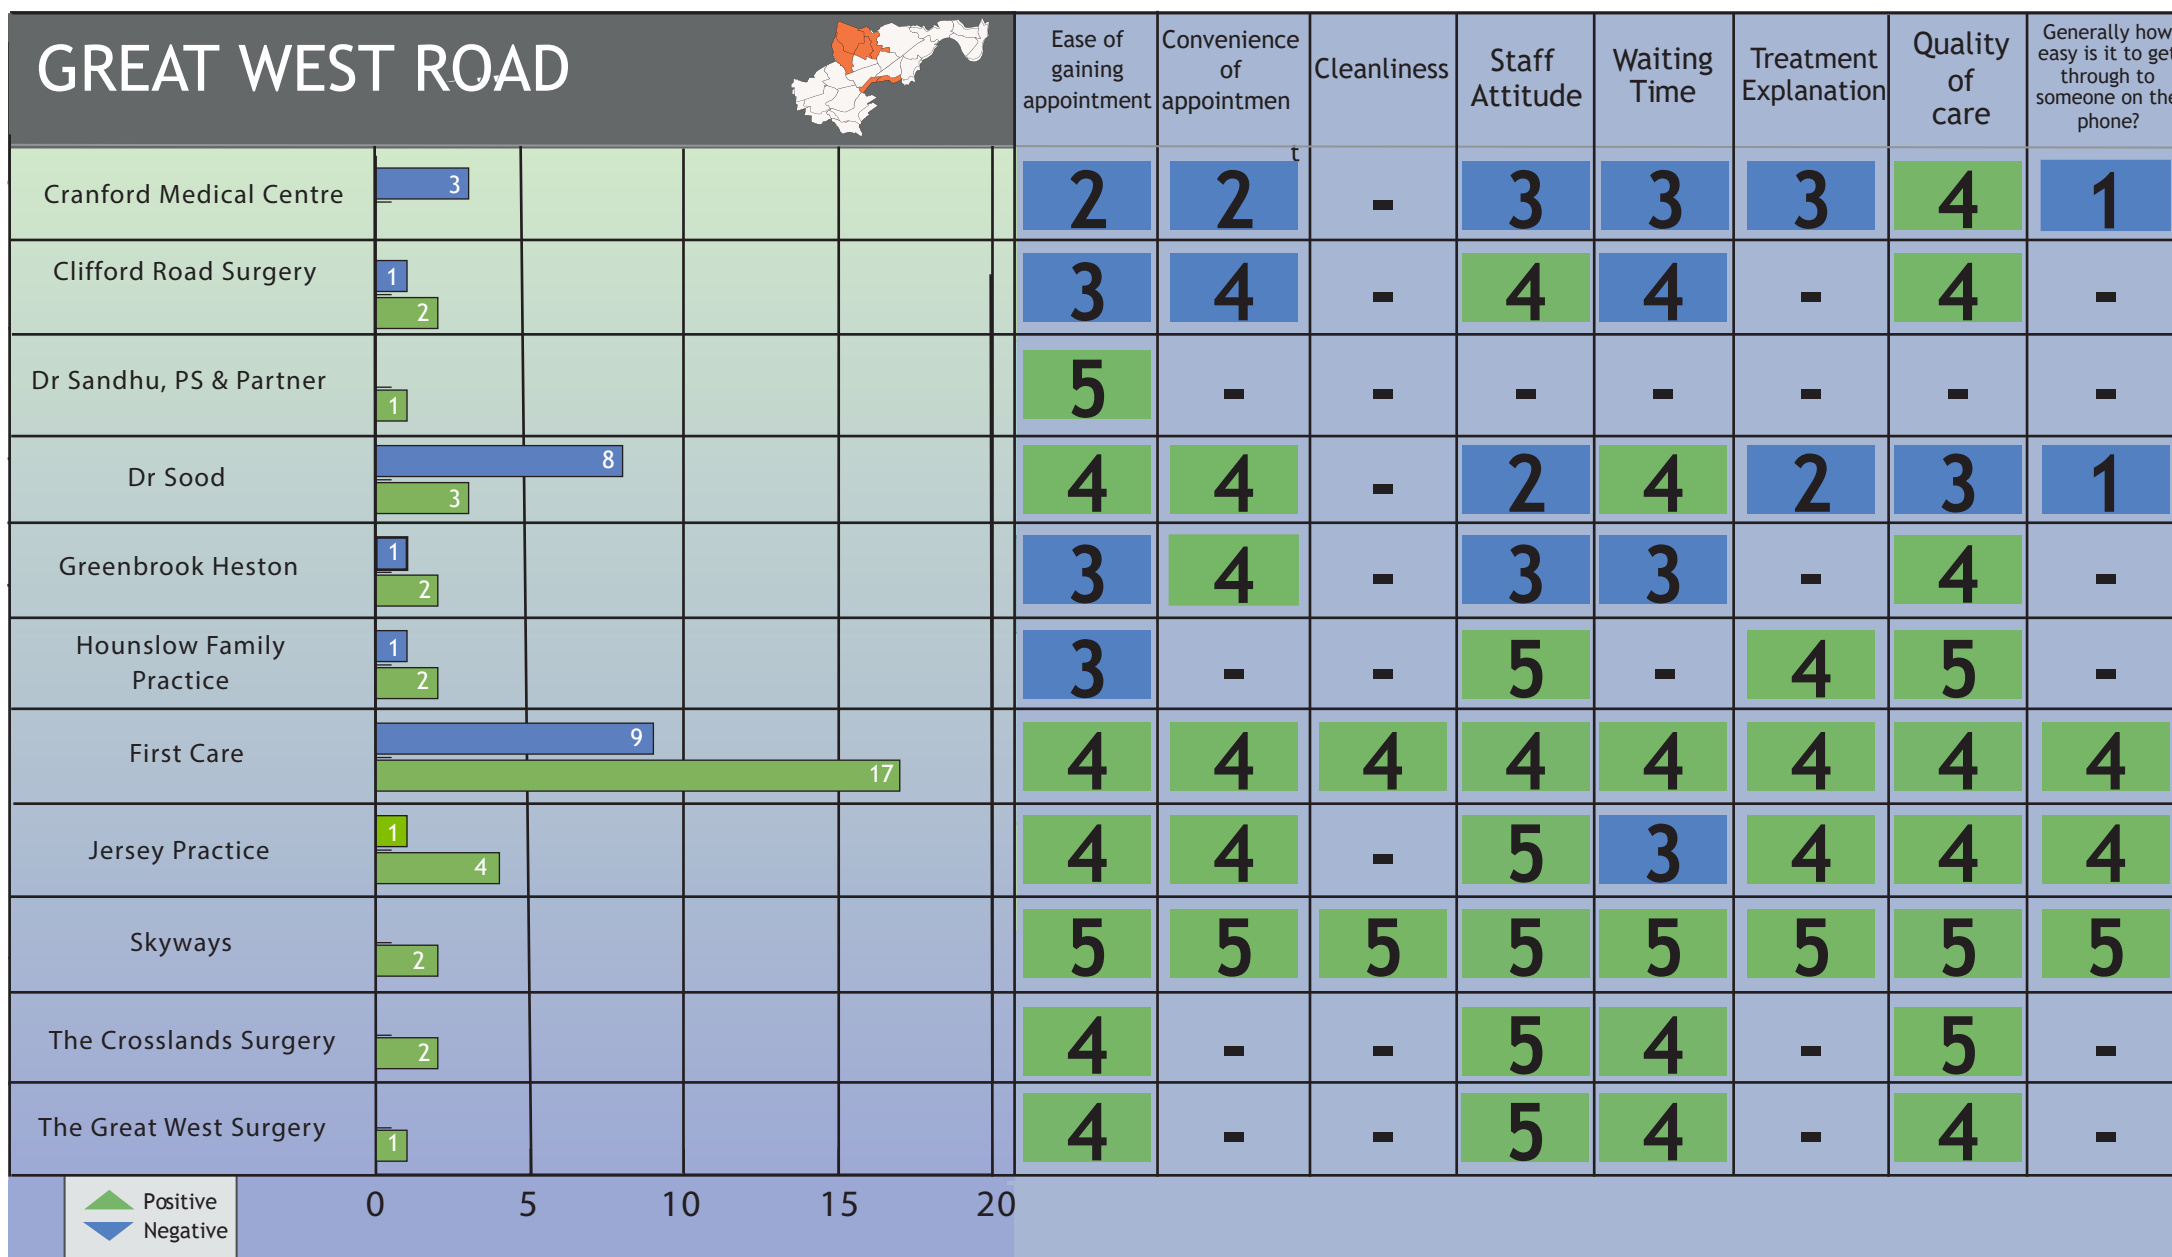 GREAT WEST ROAD
Ease of
gaining
appointment
Convenience
of
appointmen
t
Cleanliness
Staff
Attitude
Waiting
Time
Treatment
Explanation
Quality
of
care
Generally how
easy is it to get
through to
someone on the
phone?
Cranford Medical Centre
3
2 2 - 3 3 3 4 1
Clifford Road Surgery
1
2
3 4 - 4 4 - 4 -
Dr Sandhu, PS & Partner
1
5 - - - - - - -
Dr Sood
8
3
4 4 - 2 4 2 3 1
Greenbrook Heston
1
2
3 4 - 3 3 - 4 -
Hounslow Family
Practice
1
2
3 - - 5 - 4 5 -
First Care
9
17
4 4 4 4 4 4 4 4
Jersey Practice
1
4
4 4 - 5 3 4 4 4
Skyways
2
5 5 5 5 5 5 5 5
The Crosslands Surgery
2
4 - - 5 4 - 5 -
The Great West Surgery
1
4 - - 5 4 - 4 -
Positive
Negative
0 5 10 15 20